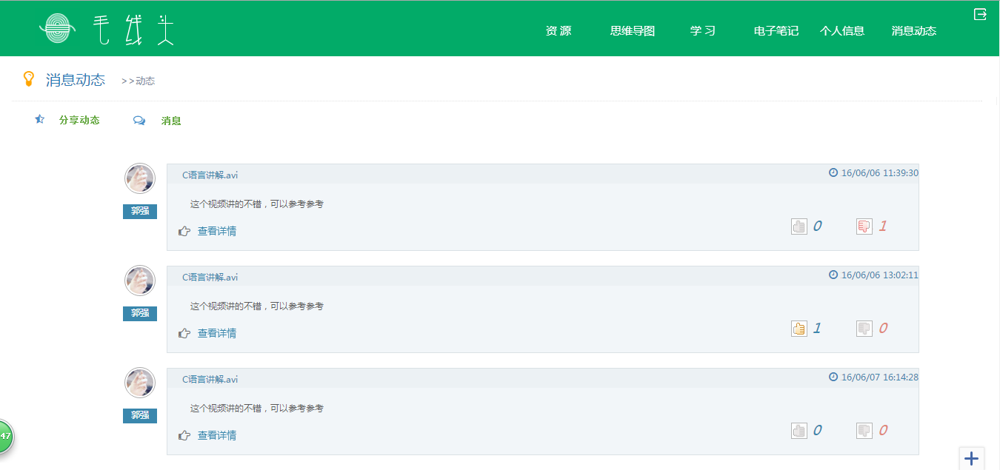 毛线头
资 源 思维导图 学 习 电子笔记 个人信息 消息动态
消息动态 >>动态
分享动态 消息
C语言讲解.avi 16/06/06 11:39:30
这个视频讲的不错，可以参考参考
郭强
查看详情 0 1
C语言讲解.avi 16/06/06 13:02:11
这个视频讲的不错，可以参考参考
郭强
查看详情 1 0
C语言讲解.avi 16/06/07 16:14:28
这个视频讲的不错，可以参考参考
郭强
查看详情 0 0
47